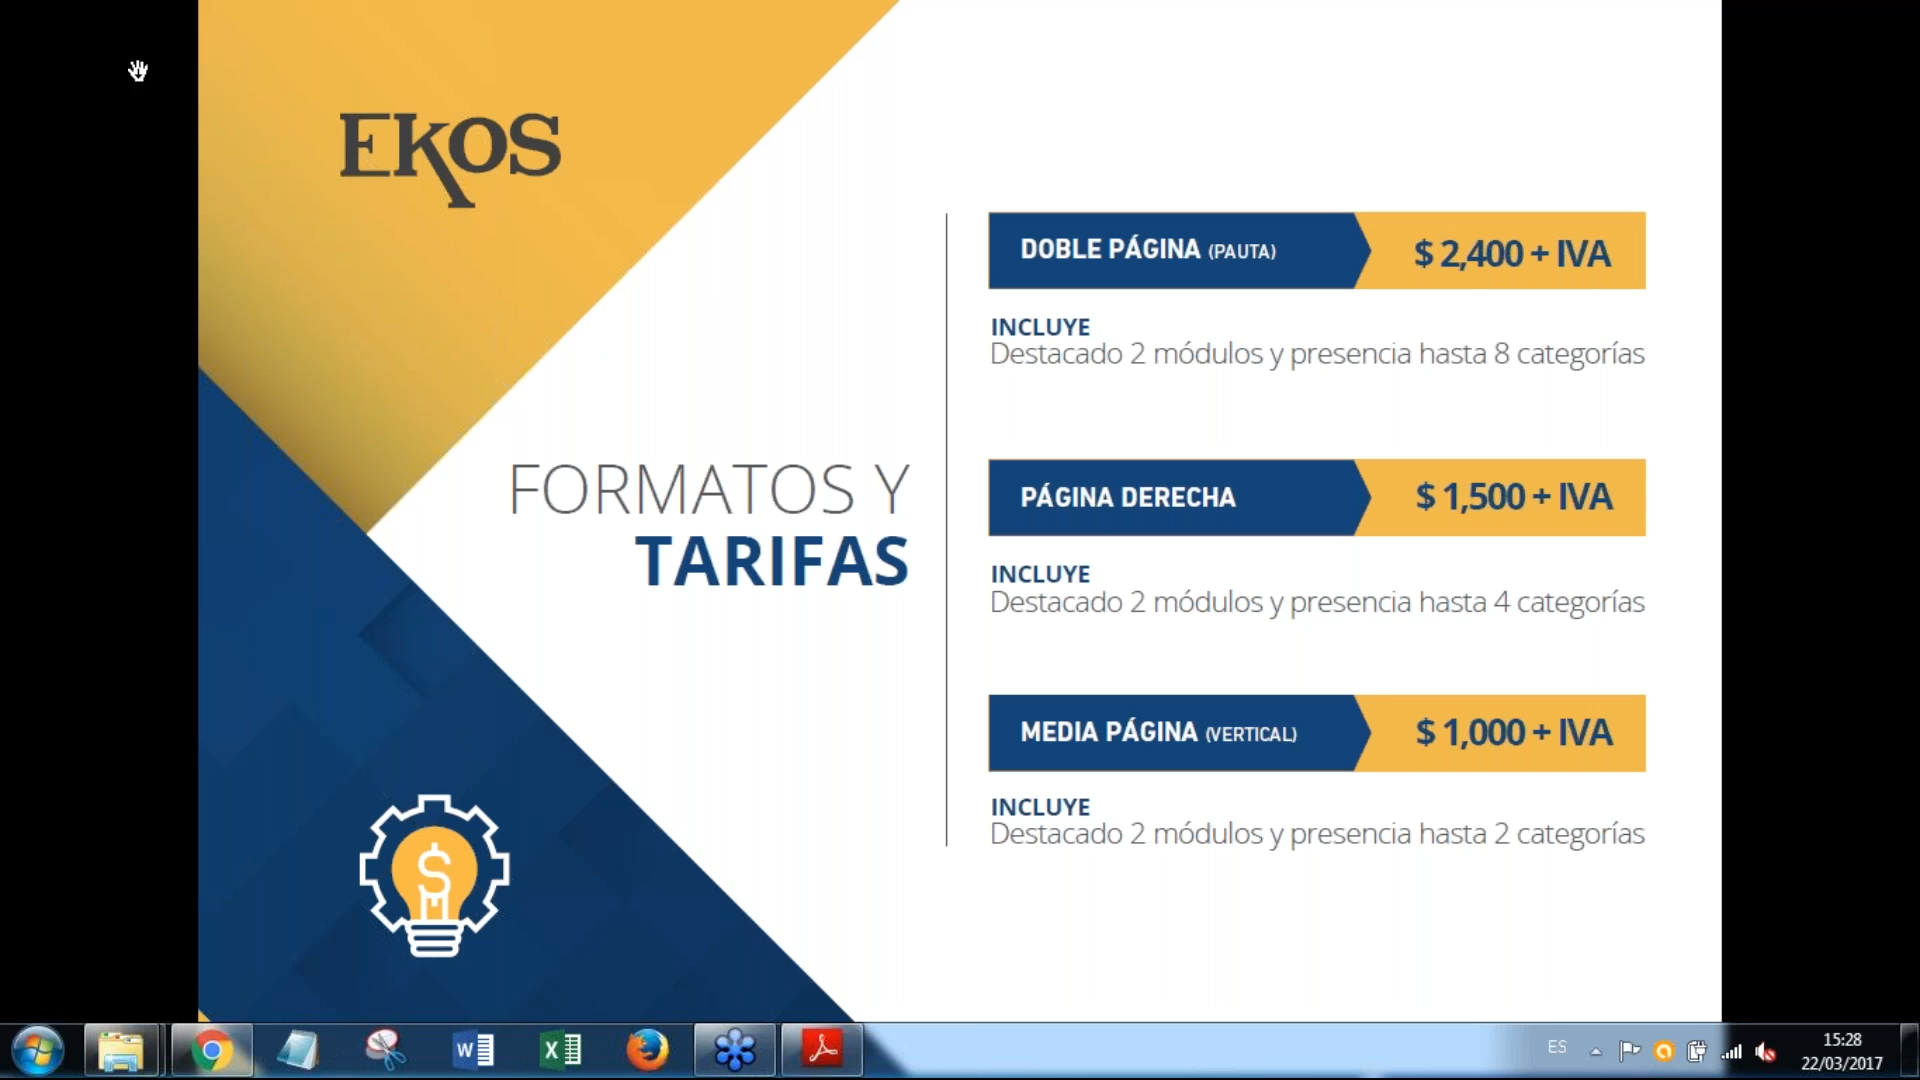 EKOS
FORMATOS Y
TARIFAS
DOBLE PÁGINA (PAUTA)
$ 2,400 + IVA
INCLUYE
Destacado 2 módulos y presencia hasta 8 categorías
PÁGINA DERECHA
$ 1,500 + IVA
INCLUYE
Destacado 2 módulos y presencia hasta 4 categorías
MEDIA PÁGINA (VERTICAL)
$ 1,000 + IVA
INCLUYE
Destacado 2 módulos y presencia hasta 2 categorías
$
ES
15:28
22/03/2017